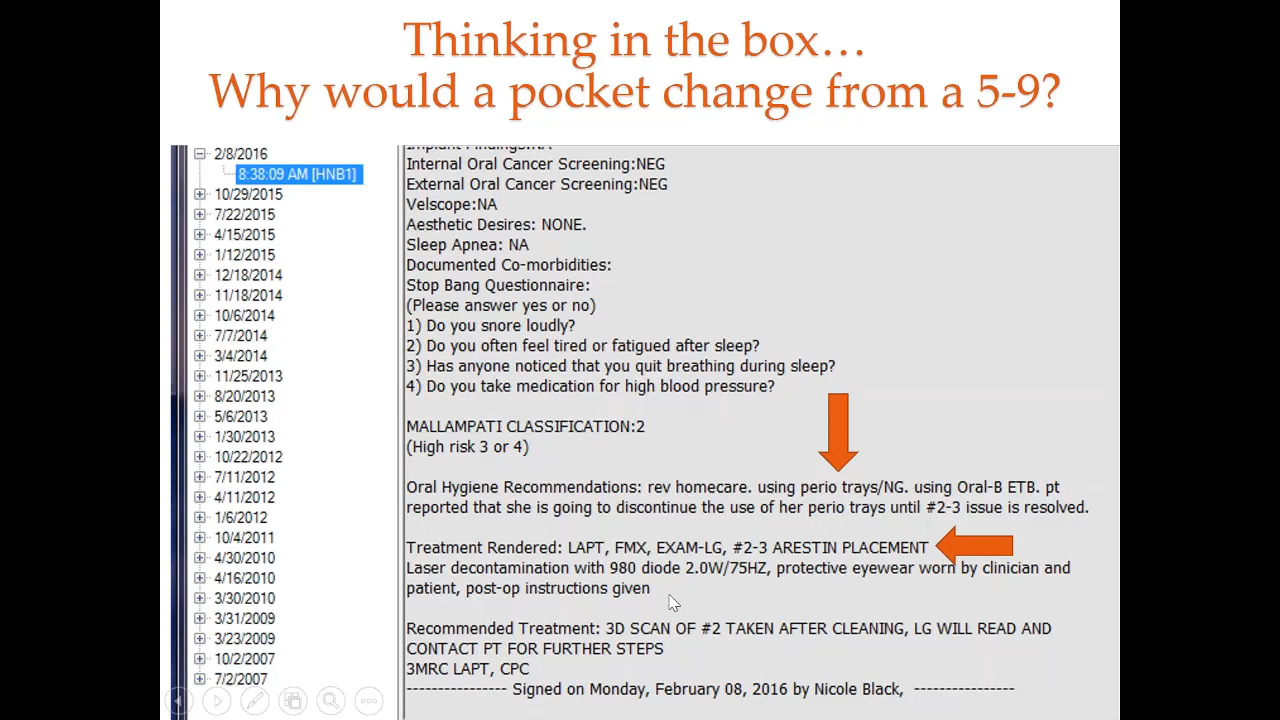 Thinking in the box…
Why would a pocket change from a 5-9?
2/8/2016
8:38:09 AM [HNB1]
10/29/2015
7/22/2015
4/15/2015
1/12/2015
12/18/2014
11/18/2014
10/6/2014
7/7/2014
3/4/2014
11/25/2013
8/20/2013
5/6/2013
1/30/2013
10/22/2012
7/11/2012
4/11/2012
1/6/2012
10/4/2011
4/30/2010
4/16/2010
3/30/2010
3/31/2009
3/23/2009
10/2/2007
7/2/2007
Implant Findings:NA
Internal Oral Cancer Screening:NEG
External Oral Cancer Screening:NEG
Velscope:NA
Aesthetic Desires: NONE.
Sleep Apnea: NA
Documented Co-morbidities:
Stop Bang Questionnaire:
(Please answer yes or no)
1) Do you snore loudly?
2) Do you often feel tired or fatigued after sleep?
3) Has anyone noticed that you quit breathing during sleep?
4) Do you take medication for high blood pressure?
MALLAMPATI CLASSIFICATION:2
(High risk 3 or 4)
Oral Hygiene Recommendations: rev homecare. using perio trays/NG. using Oral-B ETB. pt
reported that she is going to discontinue the use of her perio trays until #2-3 issue is resolved.
Treatment Rendered: LAPT, FMX, EXAM-LG, #2-3 ARESTIN PLACEMENT
Laser decontamination with 980 diode 2.0W/75HZ, protective eyewear worn by clinician and
patient, post-op instructions given
Recommended Treatment: 3D SCAN OF #2 TAKEN AFTER CLEANING, LG WILL READ AND
CONTACT PT FOR FURTHER STEPS
3MRC LAPT, CPC
---------------- Signed on Monday, February 08, 2016 by Nicole Black, ----------------